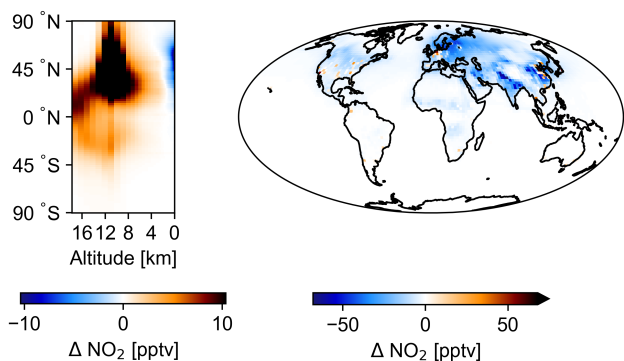 90 °N
45 °N
0 °N
45 °S
90 °S
16 12 8 4 0
Altitude [km]
−10 0 10
Δ NO₂ [pptv]
−50 0 50
Δ NO₂ [pptv]